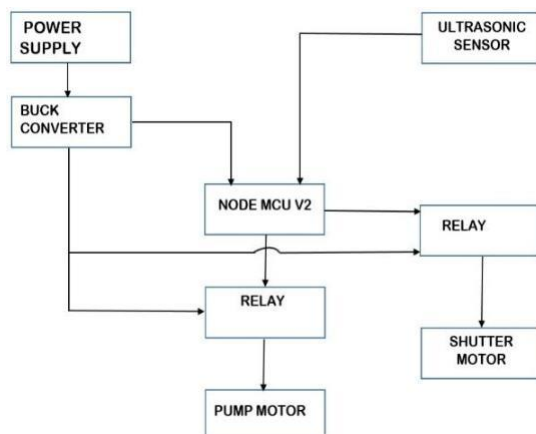 POWER
SUPPLY
ULTRASONIC
SENSOR
BUCK
CONVERTER
NODE MCU V2
RELAY
RELAY
SHUTTER
MOTOR
PUMP MOTOR